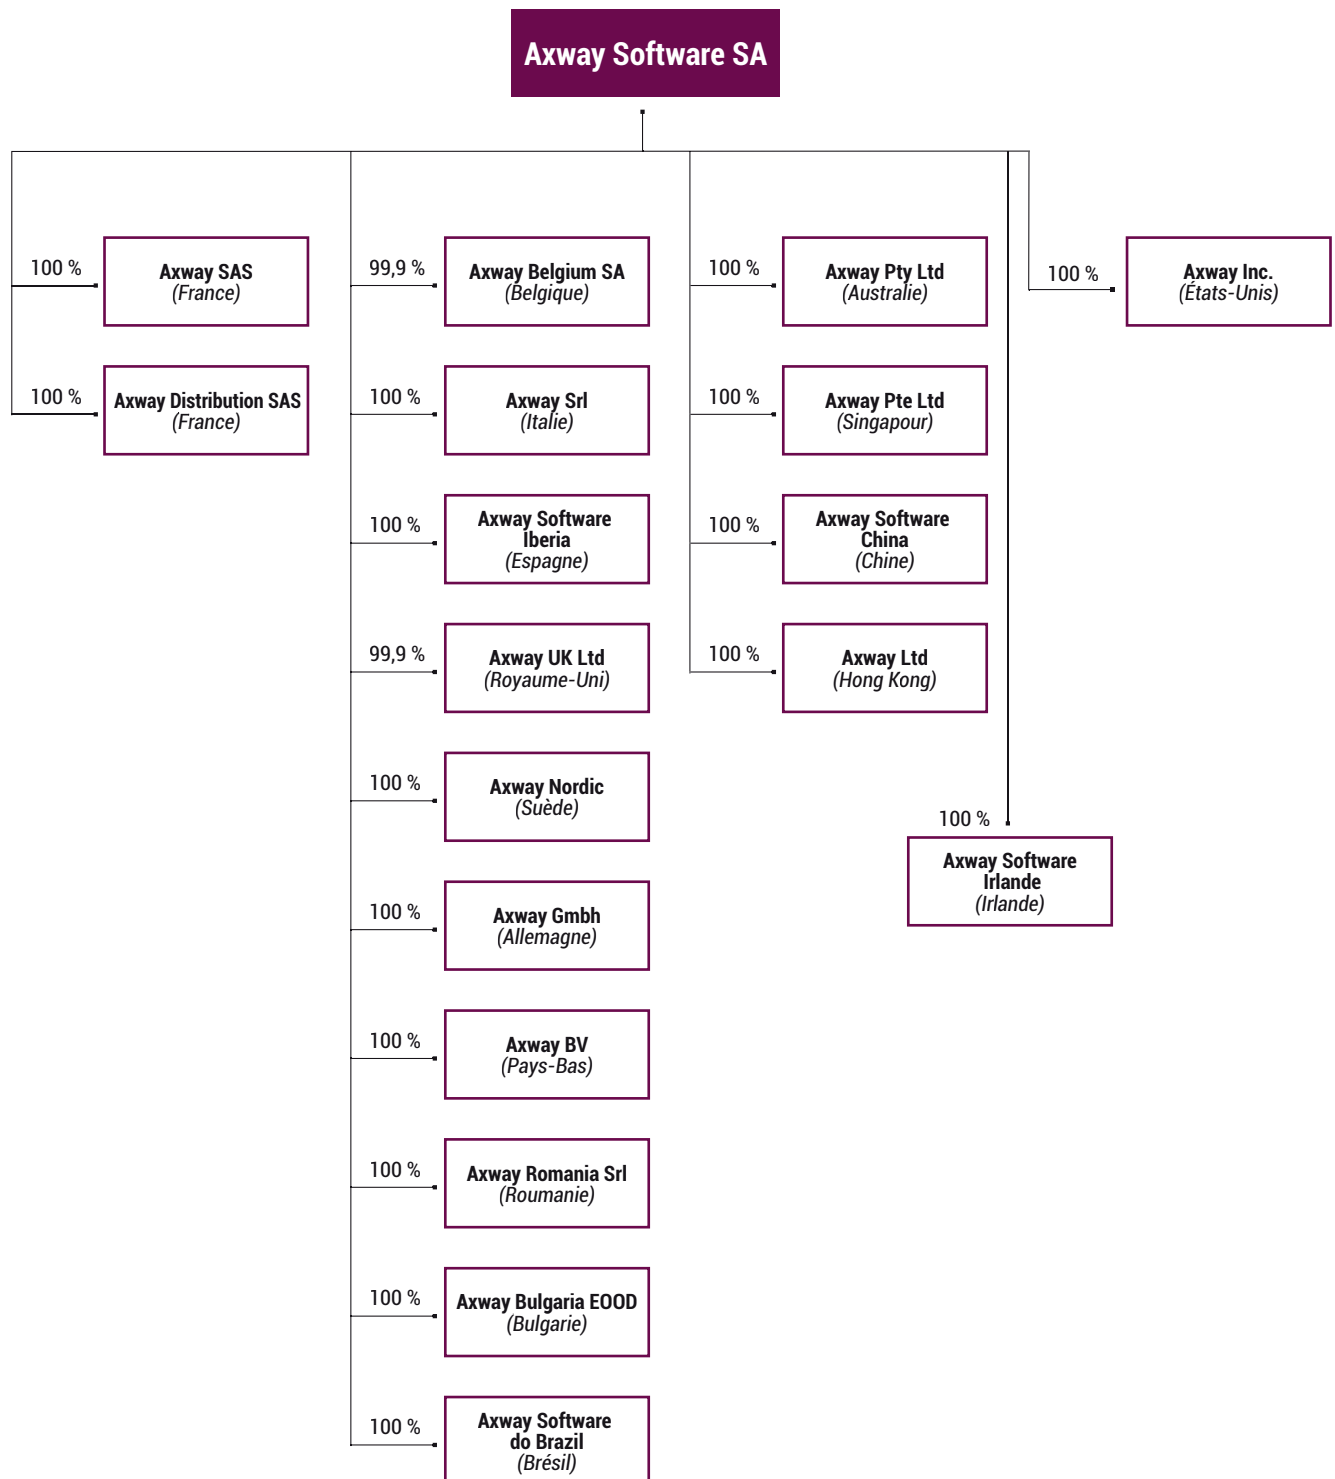 Axway Software SA
100 %
Axway SAS
(France)
100 %
Axway Distribution SAS
(France)
99,9 %
Axway Belgium SA
(Belgique)
100 %
Axway Srl
(Italie)
100 %
Axway Software
Iberia
(Espagne)
99,9 %
Axway UK Ltd
(Royaume-Uni)
100 %
Axway Nordic
(Suède)
100 %
Axway Gmbh
(Allemagne)
100 %
Axway BV
(Pays-Bas)
100 %
Axway Romania Srl
(Roumanie)
100 %
Axway Bulgaria EOOD
(Bulgarie)
100 %
Axway Software
do Brazil
(Brésil)
100 %
Axway Pty Ltd
(Australie)
100 %
Axway Pte Ltd
(Singapour)
100 %
Axway Software
China
(Chine)
100 %
Axway Ltd
(Hong Kong)
100 %
Axway Software
Irlande
(Irlande)
100 %
Axway Inc.
(États-Unis)